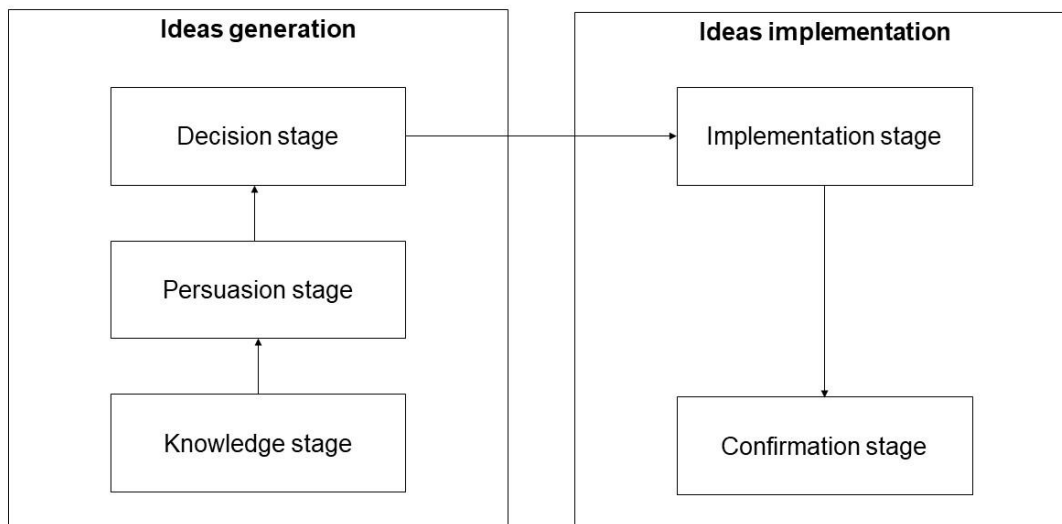 Ideas generation
Decision stage
Persuasion stage
Knowledge stage
Ideas implementation
Implementation stage
Confirmation stage